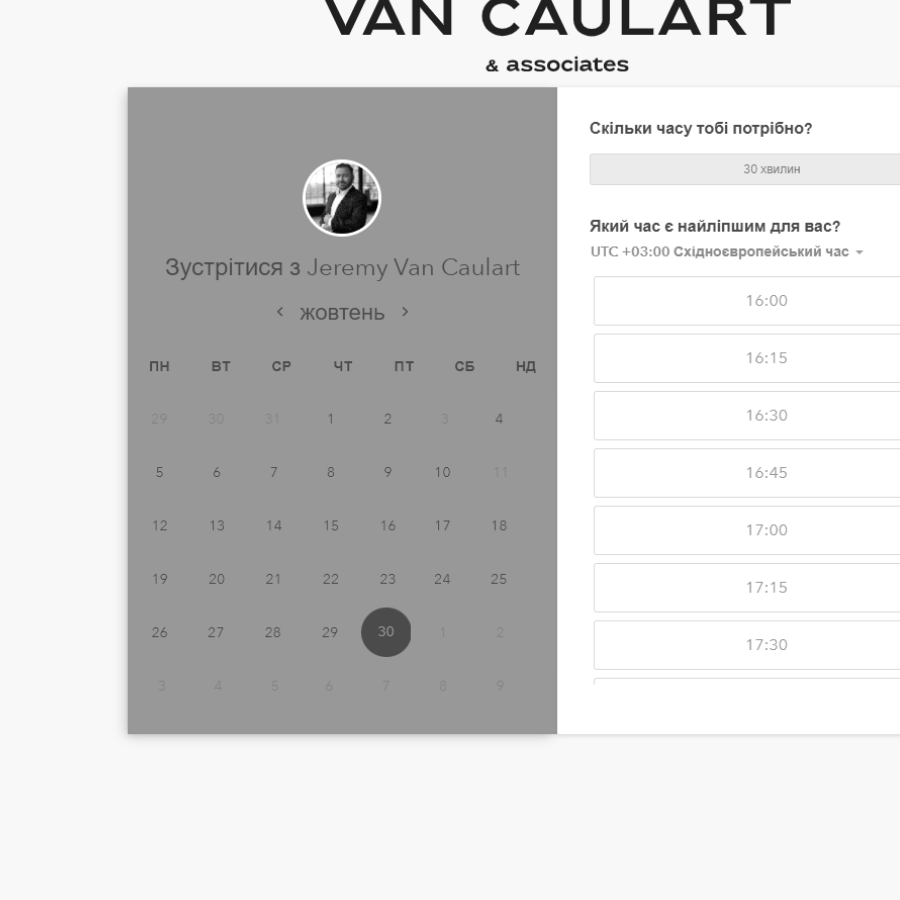 VAN CAULART
& associates
Зустрітися з Jeremy Van Caulart
жовтень
ПН ВТ СР ЧТ ПТ СБ НД
29 30 31 1 2 3 4
5 6 7 8 9 10 11
12 13 14 15 16 17 18
19 20 21 22 23 24 25
26 27 28 29 30 1 2
3 4 5 6 7 8 9
Скільки часу тобі потрібно?
30 хвилин
Який час є найліпшим для вас?
UTC +03:00 Східноєвропейський час
16:00
16:15
16:30
16:45
17:00
17:15
17:30